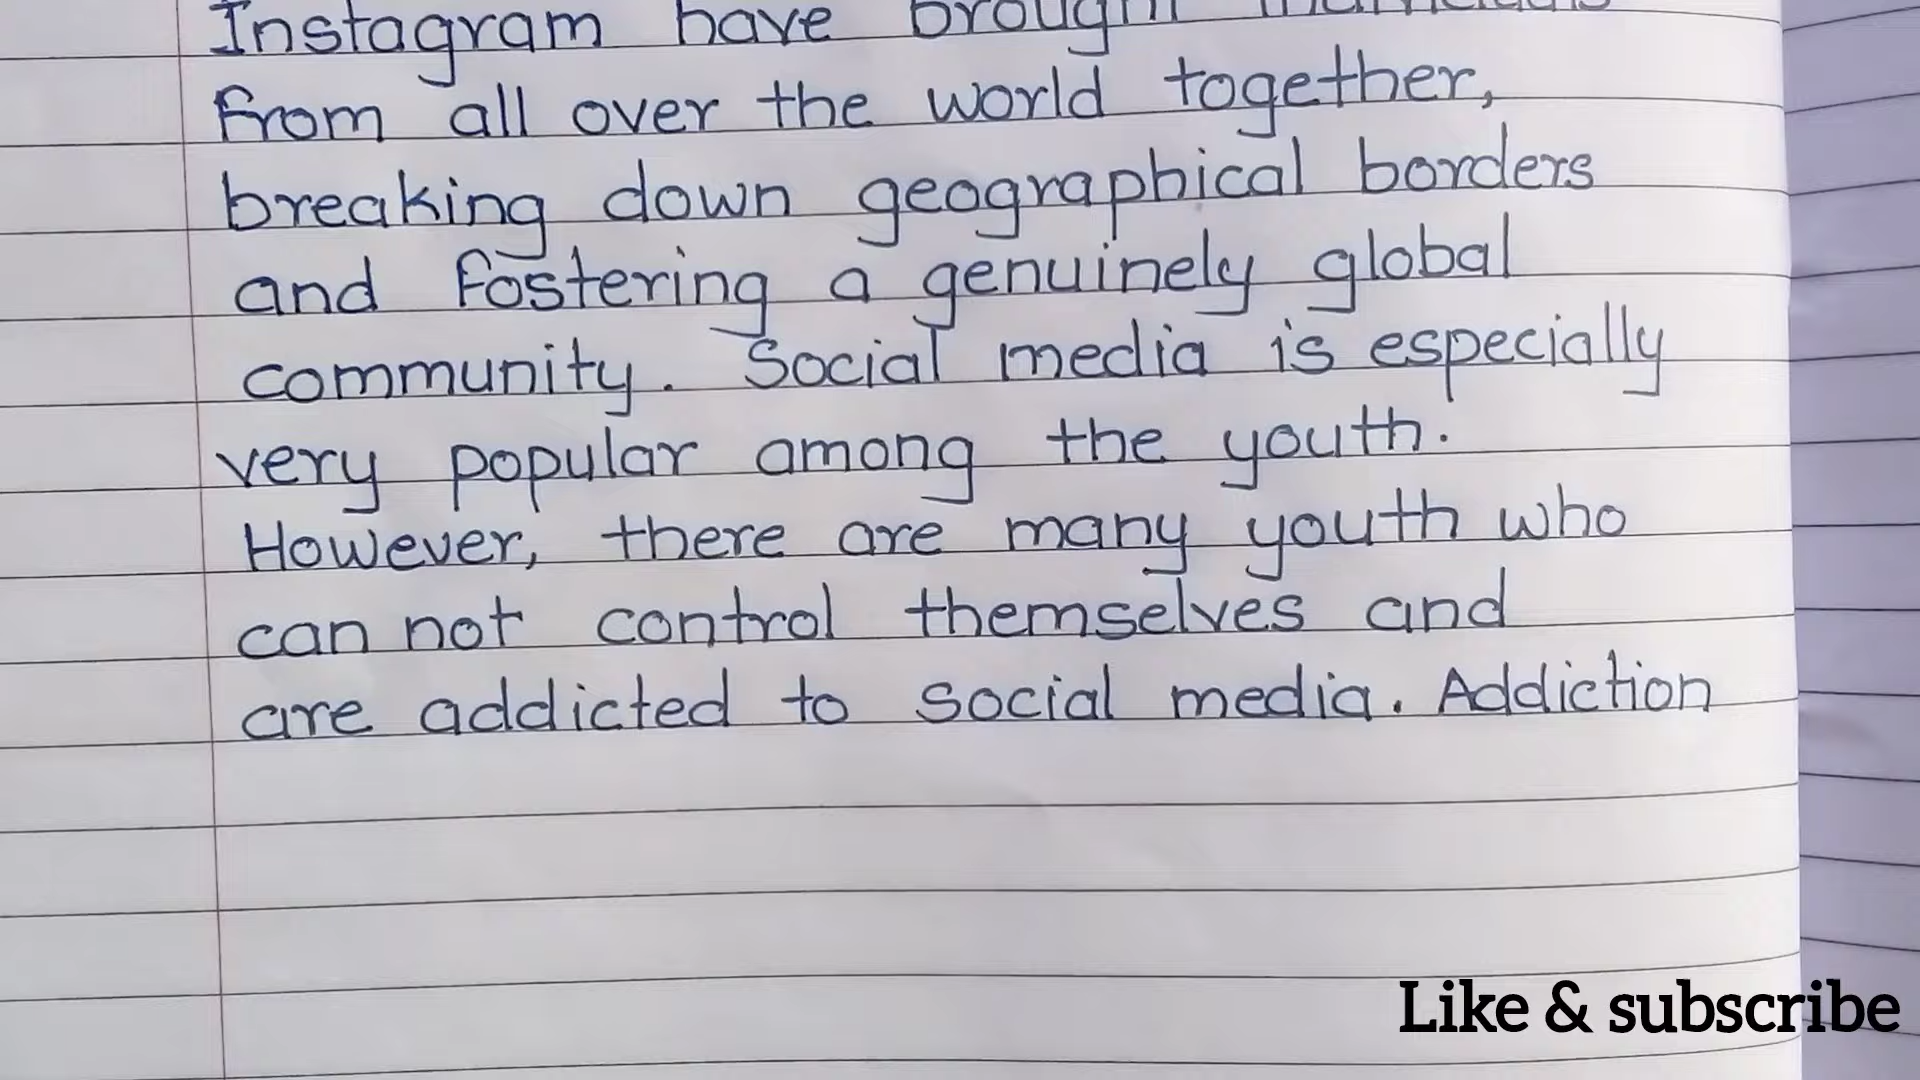 Instagram have brought individuals
from all over the world together,
breaking down geographical borders
and fostering a genuinely global
community. Social media is especially
very popular among the youth.
However, there are many youth who
can not control themselves and
are addicted to social media. Addiction
Like & subscribe